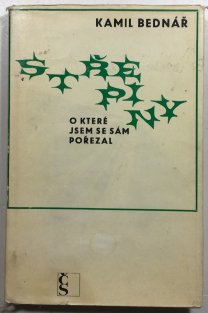 KAMIL BEDNÁŘ
STŘEPINY
O KTERÉ
JSEM SE SÁM
POŘEZAL
ČS